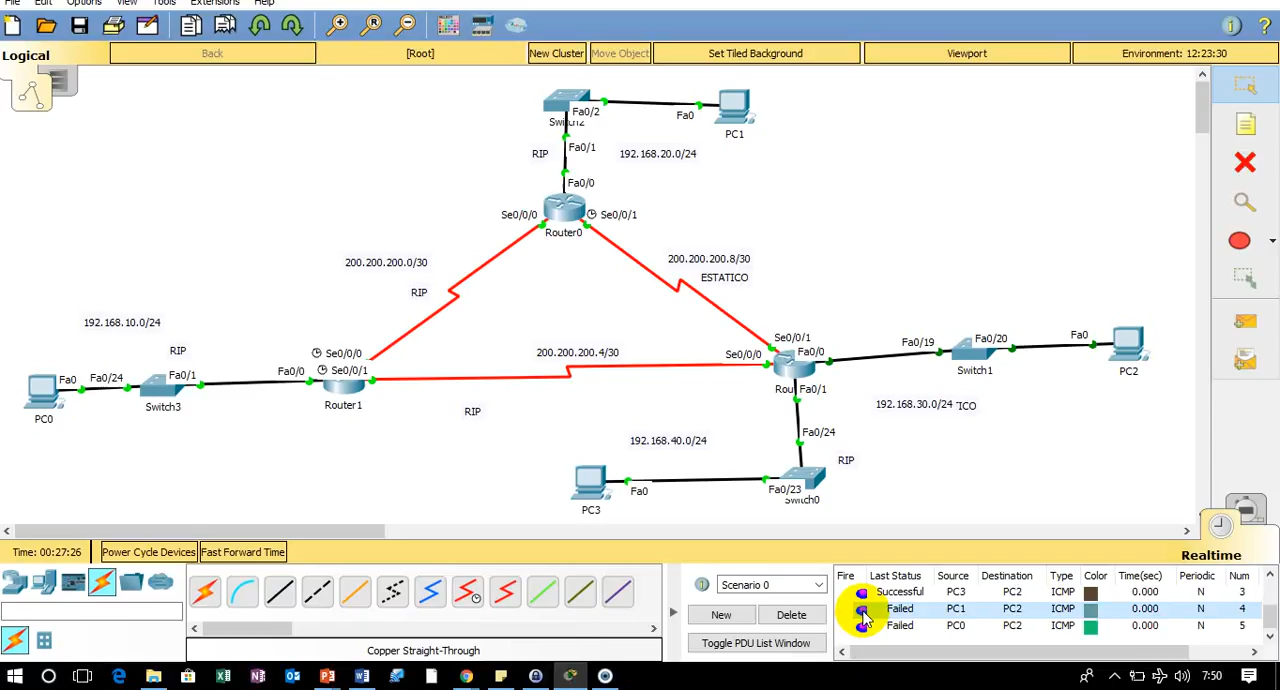 File Edit Options View Tools Extensions Help
Logical Back [Root] New Cluster Move Object Set Tiled Background Viewport Environment: 12:23:30
Fa0/2
Fa0
PC1
Switch2
Fa0/1
RIP
192.168.20.0/24
Fa0/0
Se0/0/0
Se0/0/1
Router0
200.200.200.0/30
RIP
200.200.200.8/30
ESTATICO
192.168.10.0/24
RIP
Fa0
Fa0/24
Fa0/1
Fa0/0
Se0/0/0
Se0/0/1
PC0
Switch3
Router1
200.200.200.4/30
RIP
Se0/0/1
Se0/0/0
Fa0/0
Rou
Fa0/1
Fa0/19
Fa0/20
Fa0
Switch1
PC2
192.168.30.0/24
TICO
Fa0/24
192.168.40.0/24
RIP
Fa0
Fa0/23
Switch0
PC3
Time: 00:27:26 Power Cycle Devices Fast Forward Time
Realtime
Scenario 0
New Delete
Toggle PDU List Window
Copper Straight-Through
Fire Last Status Source Destination Type Color Time(sec) Periodic Num
Successful PC3 PC2 ICMP 0.000 N 3
Failed PC1 PC2 ICMP 0.000 N 4
Failed PC0 PC2 ICMP 0.000 N 5
7:50